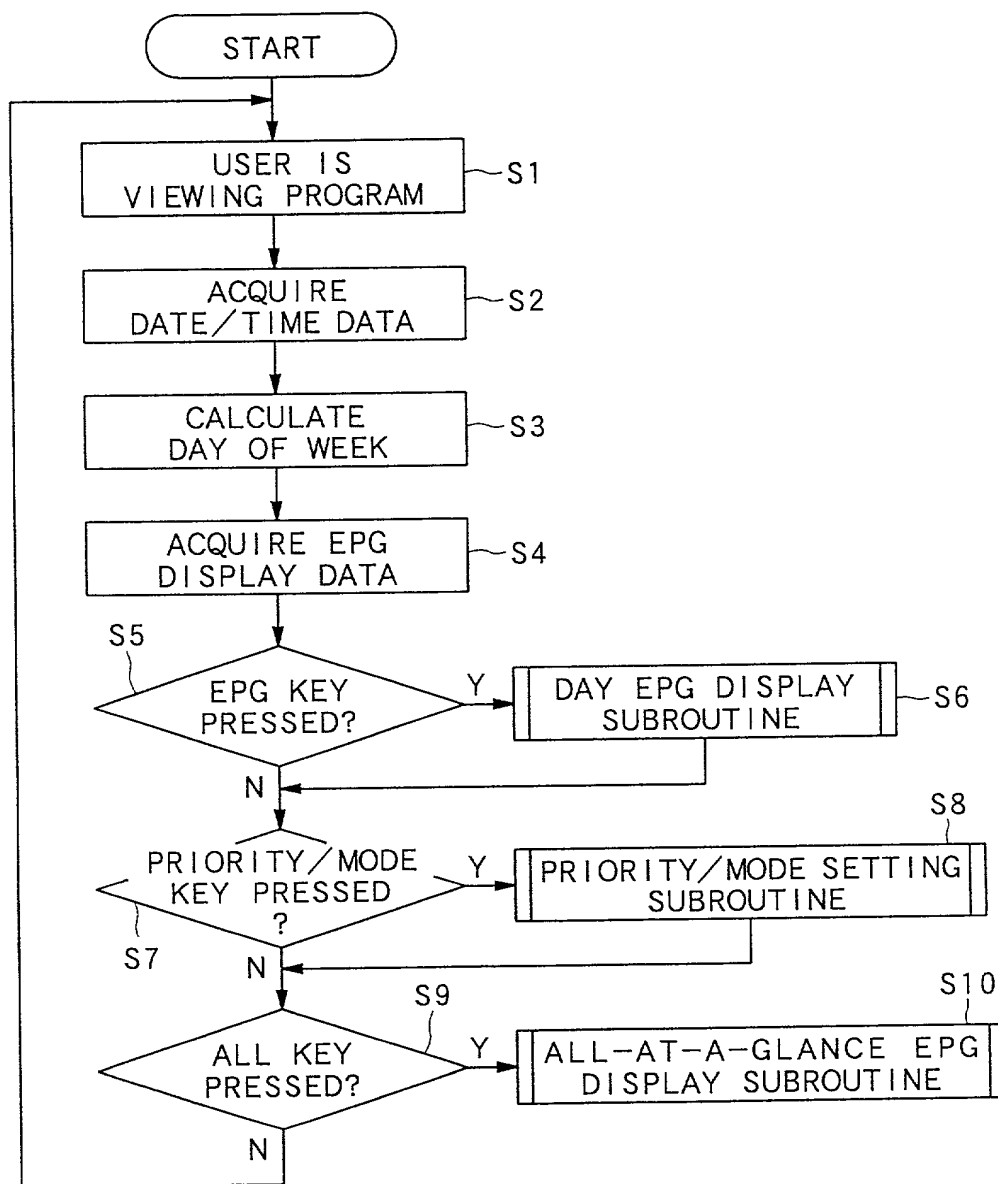 START
USER IS
VIEWING PROGRAM
S1
ACQUIRE
DATE/TIME DATA
S2
CALCULATE
DAY OF WEEK
S3
ACQUIRE EPG
DISPLAY DATA
S4
S5
EPG KEY
PRESSED?
Y
N
DAY EPG DISPLAY
SUBROUTINE
S6
PRIORITY/MODE
KEY PRESSED
?
S7
Y
N
S8
PRIORITY/MODE SETTING
SUBROUTINE
S9
ALL KEY
PRESSED?
Y
N
S10
ALL-AT-A-GLANCE EPG
DISPLAY SUBROUTINE